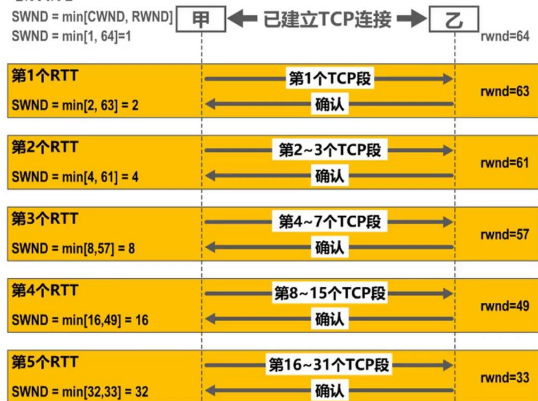 SWND = min[CWND, RWND]
甲
已建立TCP连接
乙
SWND = min[1, 64]=1
rwnd=64
第1个RTT
第1个TCP段
rwnd=63
SWND = min[2, 63] = 2
确认
第2个RTT
第2~3个TCP段
rwnd=61
SWND = min[4, 61] = 4
确认
第3个RTT
第4~7个TCP段
rwnd=57
SWND = min[8,57] = 8
确认
第4个RTT
第8~15个TCP段
rwnd=49
SWND = min[16,49] = 16
确认
第5个RTT
第16~31个TCP段
rwnd=33
SWND = min[32,33] = 32
确认